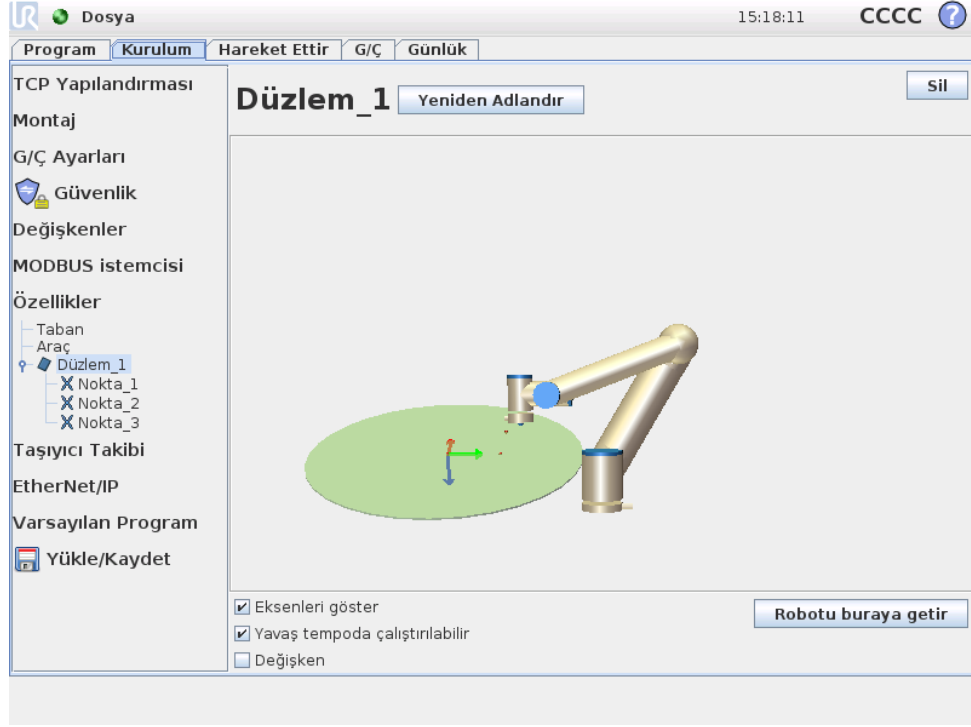 UR Dosya 15:18:11 CCCC ?
Program Kurulum Hareket Ettir G/Ç Günlük
TCP Yapılandırması
Montaj
G/Ç Ayarları
Güvenlik
Değişkenler
MODBUS istemcisi
Özellikler
Taban
Araç
Düzlem_1
Nokta_1
Nokta_2
Nokta_3
Taşıyıcı Takibi
EtherNet/IP
Varsayılan Program
Yükle/Kaydet
Düzlem_1 Yeniden Adlandır Sil
Eksenleri göster
Yavaş tempoda çalıştırılabilir
Değişken
Robotu buraya getir